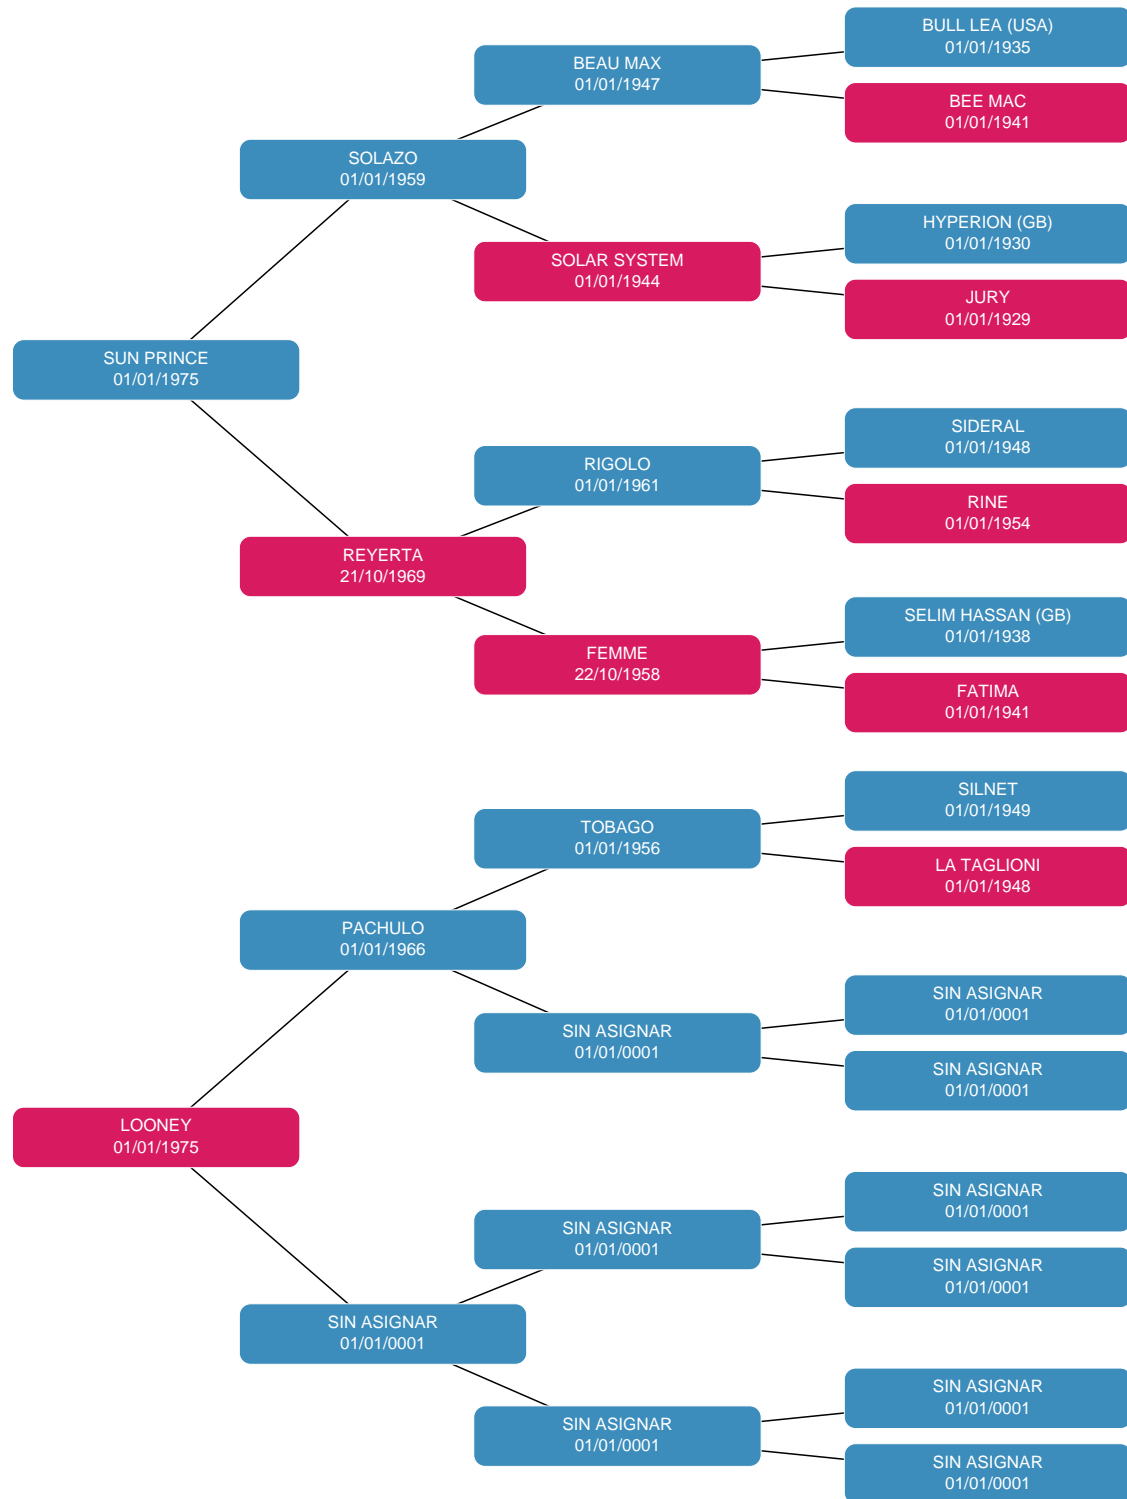 BULL LEA (USA)
01/01/1935
BEAU MAX
01/01/1947
BEE MAC
01/01/1941
SOLAZO
01/01/1959
HYPERION (GB)
01/01/1930
SOLAR SYSTEM
01/01/1944
JURY
01/01/1929
SUN PRINCE
01/01/1975
SIDERAL
01/01/1948
RIGOLO
01/01/1961
RINE
01/01/1954
REYERTA
21/10/1969
SELIM HASSAN (GB)
01/01/1938
FEMME
22/10/1958
FATIMA
01/01/1941
SILNET
01/01/1949
TOBAGO
01/01/1956
LA TAGLIONI
01/01/1948
PACHULO
01/01/1966
SIN ASIGNAR
01/01/0001
SIN ASIGNAR
01/01/0001
SIN ASIGNAR
01/01/0001
LOONEY
01/01/1975
SIN ASIGNAR
01/01/0001
SIN ASIGNAR
01/01/0001
SIN ASIGNAR
01/01/0001
SIN ASIGNAR
01/01/0001
SIN ASIGNAR
01/01/0001
SIN ASIGNAR
01/01/0001
SIN ASIGNAR
01/01/0001